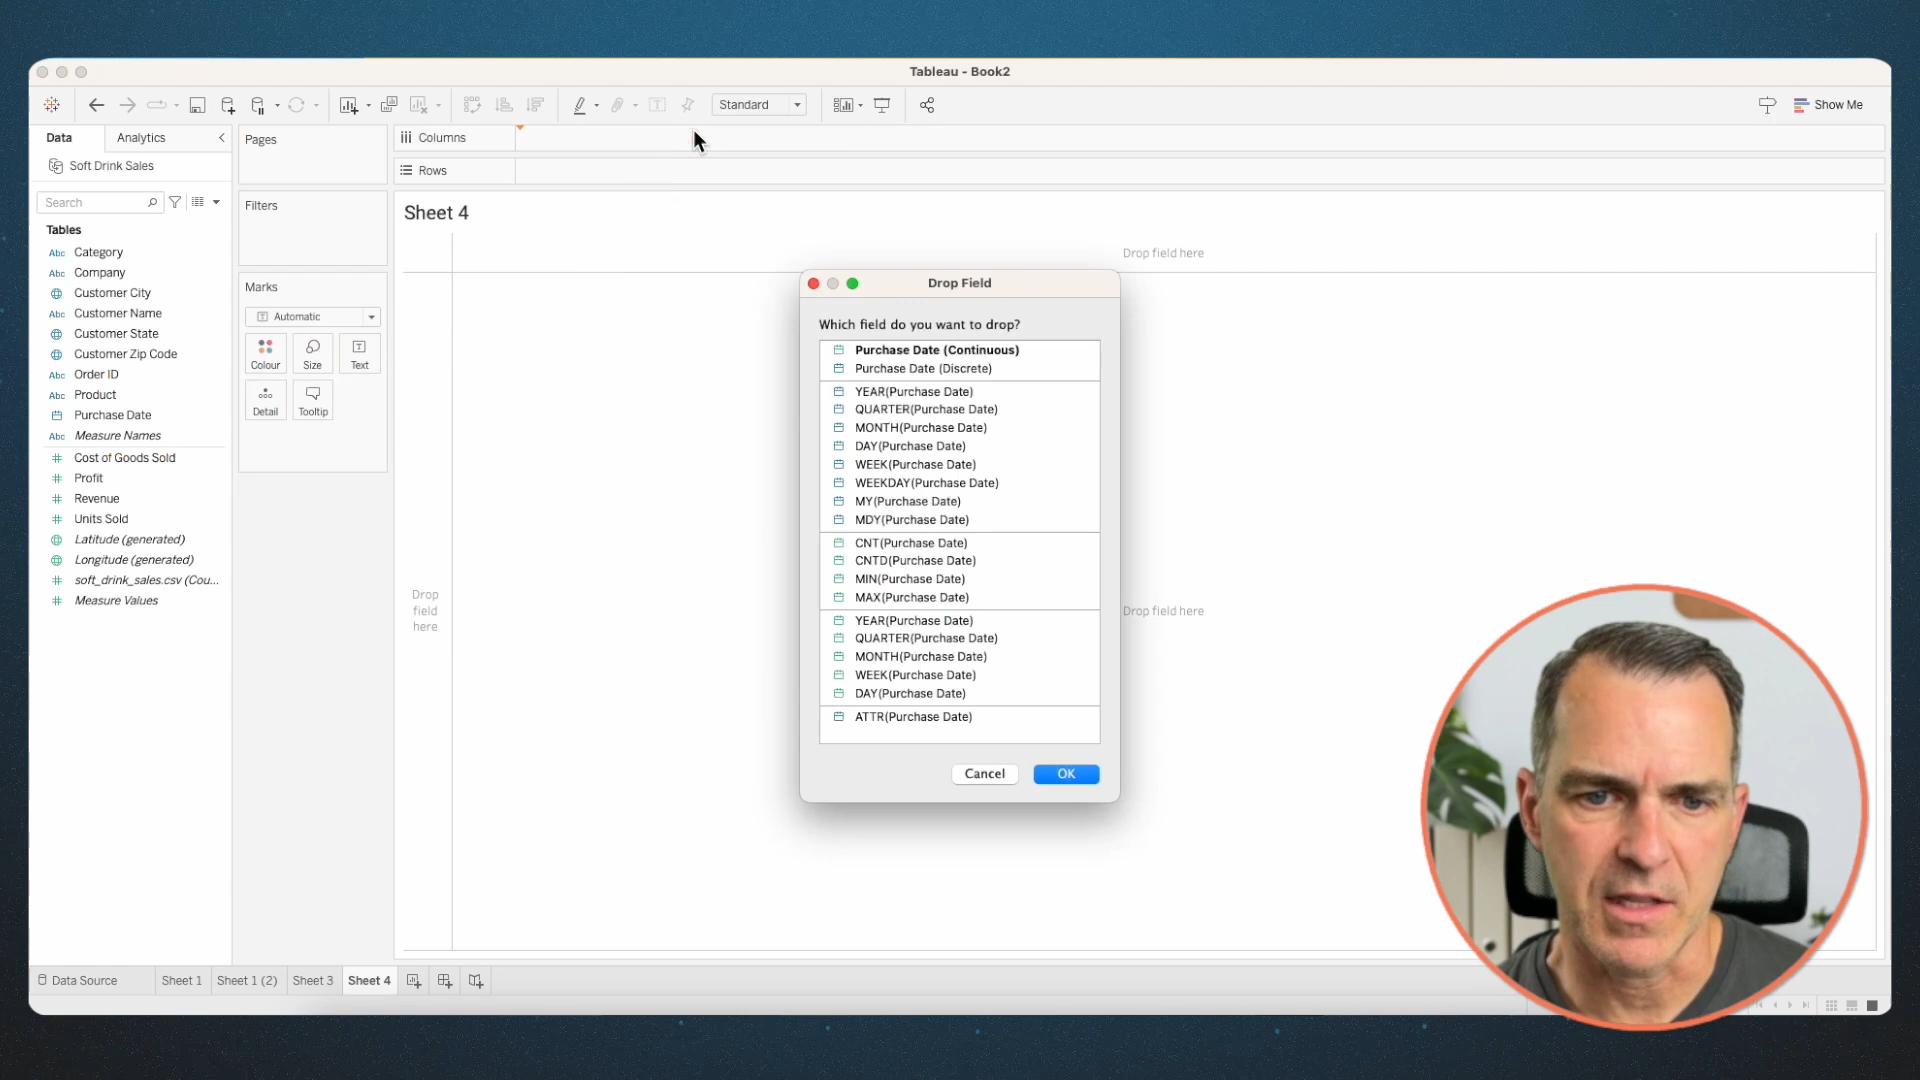 Tableau - Book2
Standard
Show Me
Data
Analytics
Soft Drink Sales
Search
Tables
Abc Category
Abc Company
Customer City
Abc Customer Name
Customer State
Customer Zip Code
Abc Order ID
Abc Product
Purchase Date
Abc Measure Names
# Cost of Goods Sold
# Profit
# Revenue
# Units Sold
Latitude (generated)
Longitude (generated)
# soft_drink_sales.csv (Cou...
# Measure Values
Pages
Filters
Marks
T Automatic
Colour
Size
Text
Detail
Tooltip
Columns
Rows
Sheet 4
Drop field here
Drop
field
here
Drop field here
Drop Field
Which field do you want to drop?
Purchase Date (Continuous)
Purchase Date (Discrete)
YEAR(Purchase Date)
QUARTER(Purchase Date)
MONTH(Purchase Date)
DAY(Purchase Date)
WEEK(Purchase Date)
WEEKDAY(Purchase Date)
MY(Purchase Date)
MDY(Purchase Date)
CNT(Purchase Date)
CNTD(Purchase Date)
MIN(Purchase Date)
MAX(Purchase Date)
YEAR(Purchase Date)
QUARTER(Purchase Date)
MONTH(Purchase Date)
WEEK(Purchase Date)
DAY(Purchase Date)
ATTR(Purchase Date)
Cancel
OK
Data Source
Sheet 1
Sheet 1 (2)
Sheet 3
Sheet 4